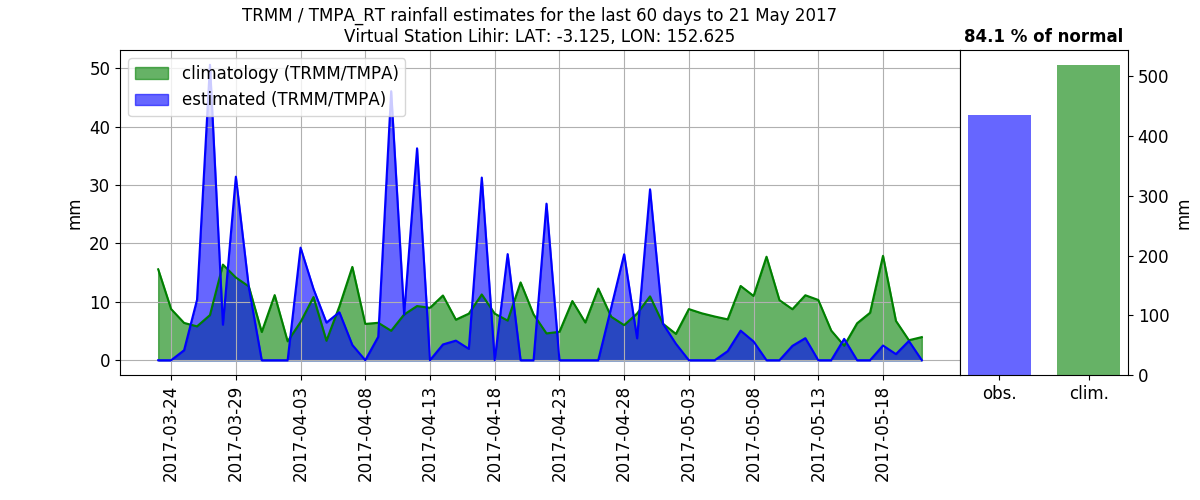 TRMM / TMPA_RT rainfall estimates for the last 60 days to 21 May 2017
Virtual Station Lihir: LAT: -3.125, LON: 152.625
84.1 % of normal
climatology (TRMM/TMPA)
estimated (TRMM/TMPA)
50
40
30
20
10
0
mm
500
400
300
200
100
0
mm
obs.
clim.
2017-03-24
2017-03-29
2017-04-03
2017-04-08
2017-04-13
2017-04-18
2017-04-23
2017-04-28
2017-05-03
2017-05-08
2017-05-13
2017-05-18